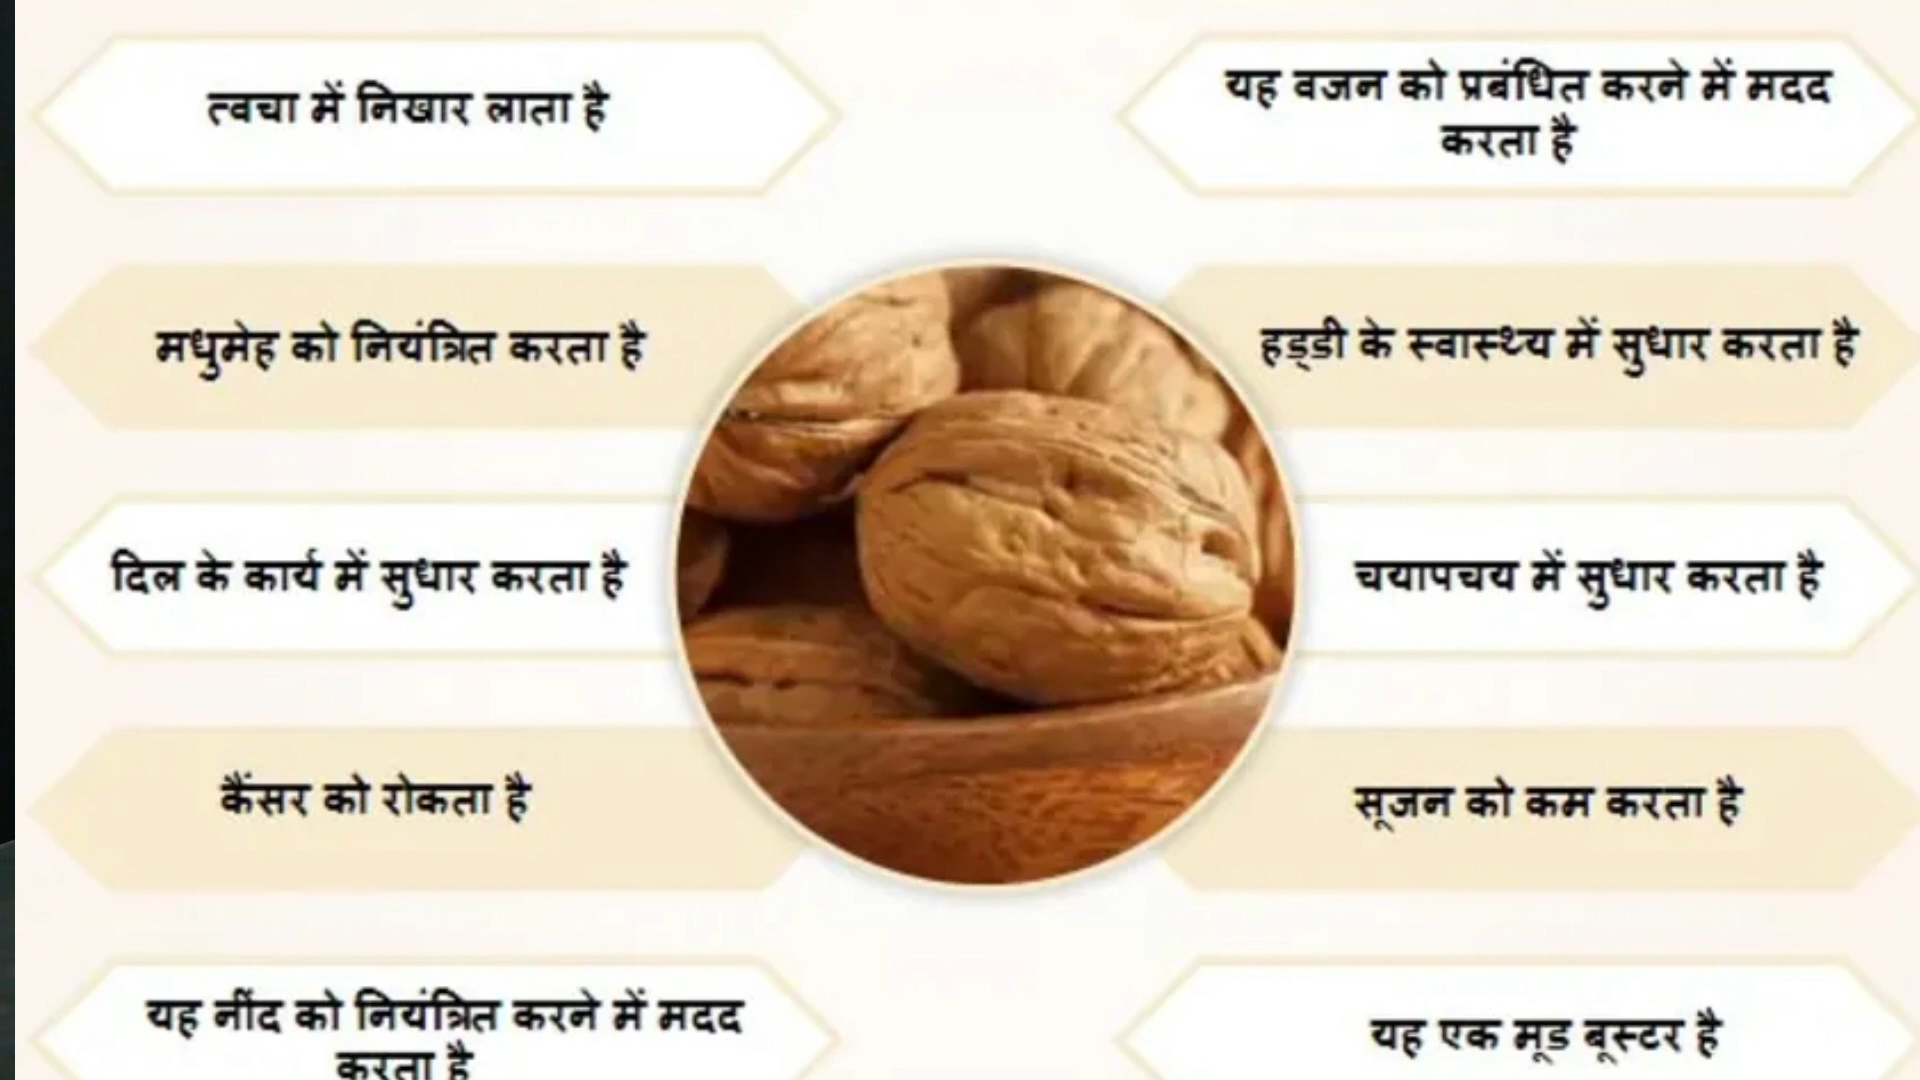 त्वचा में निखार लाता है
यह वजन को प्रबंधित करने में मदद
करता है
मधुमेह को नियंत्रित करता है
हड्डी के स्वास्थ्य में सुधार करता है
दिल के कार्य में सुधार करता है
चयापचय में सुधार करता है
कैंसर को रोकता है
सूजन को कम करता है
यह नींद को नियंत्रित करने में मदद
करता है
यह एक मूड बूस्टर है